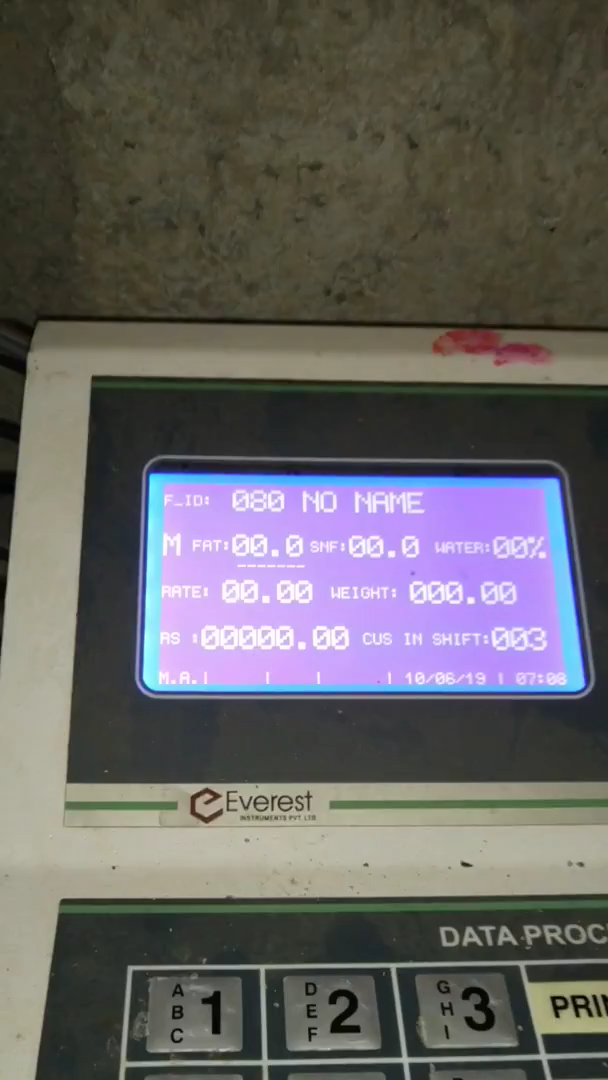 F_ID: 080 NO NAME
M FAT:00.0 SNF:00.0 WATER:00%
RATE: 00.00 WEIGHT: 000.00
RS :00000.00 CUS IN SHIFT:003
M.A.| | | | 10/06/19 | 07:08
Everest
INSTRUMENTS PVT. LTD
DATA PROC
ABC 1 DEF 2 GHI 3 PRIN